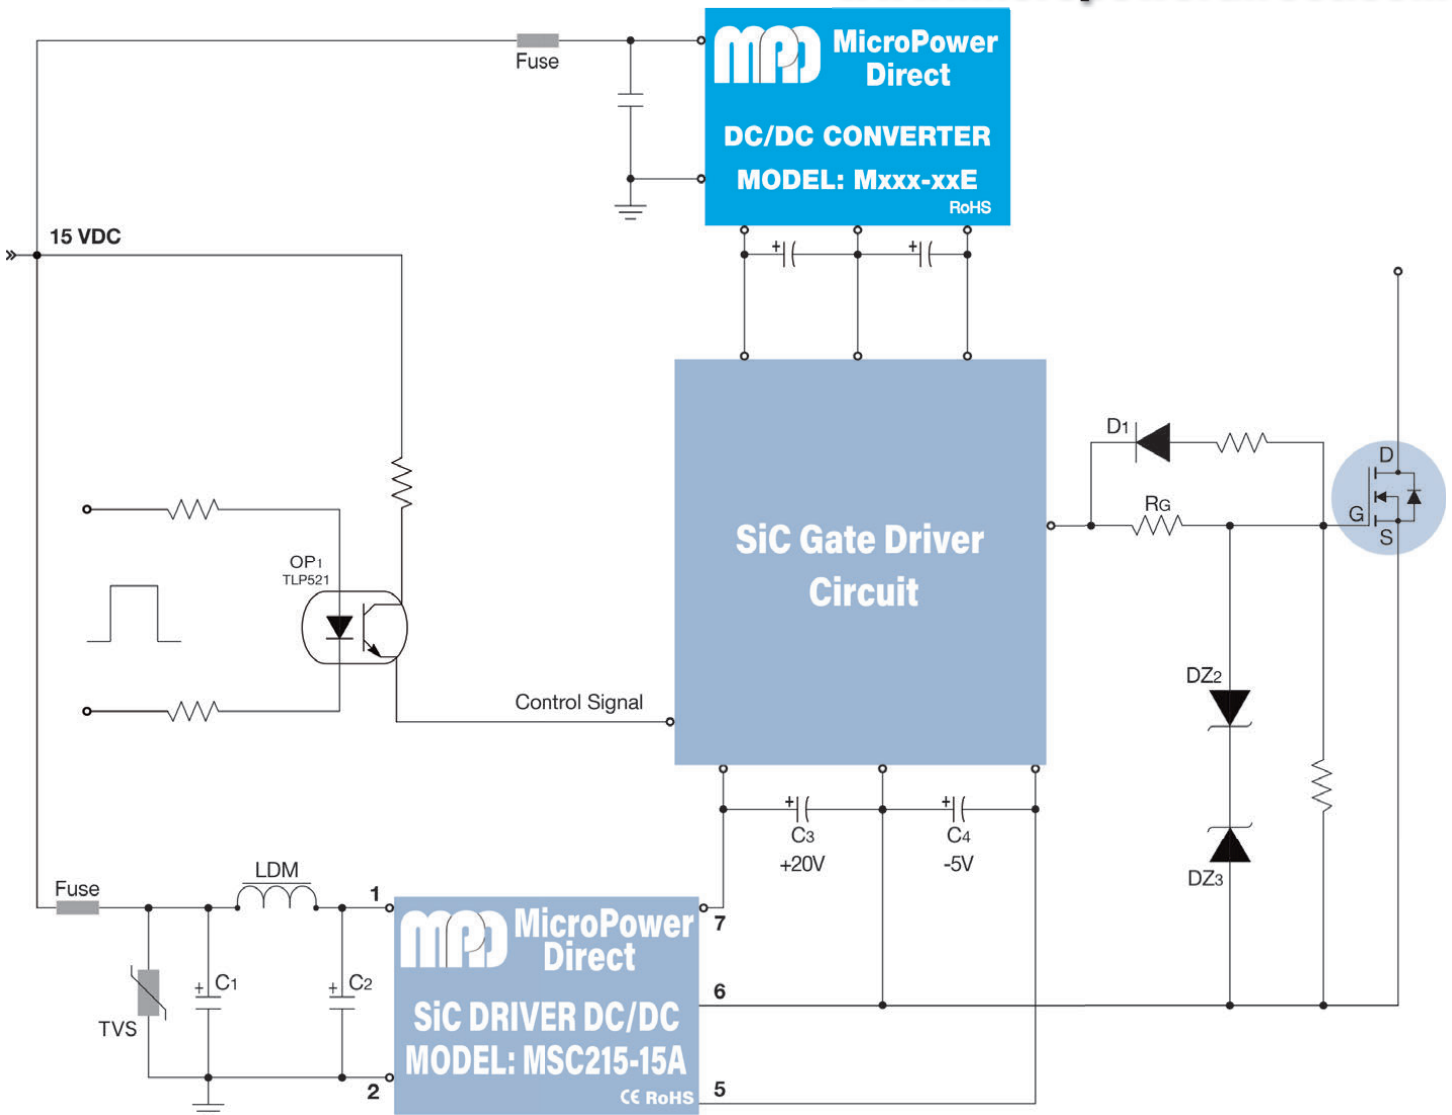 Fuse
MPD MicroPower
Direct
DC/DC CONVERTER
MODEL: Mxxx-xxE
RoHS
15 VDC
D1
D
RG
G
S
SiC Gate Driver
Circuit
OP1
TLP521
Control Signal
DZ2
C3
+20V
C4
-5V
DZ3
Fuse
LDM
1
7
MPD MicroPower
Direct
C1
C2
6
TVS
SiC DRIVER DC/DC
MODEL: MSC215-15A
2
5
CE RoHS